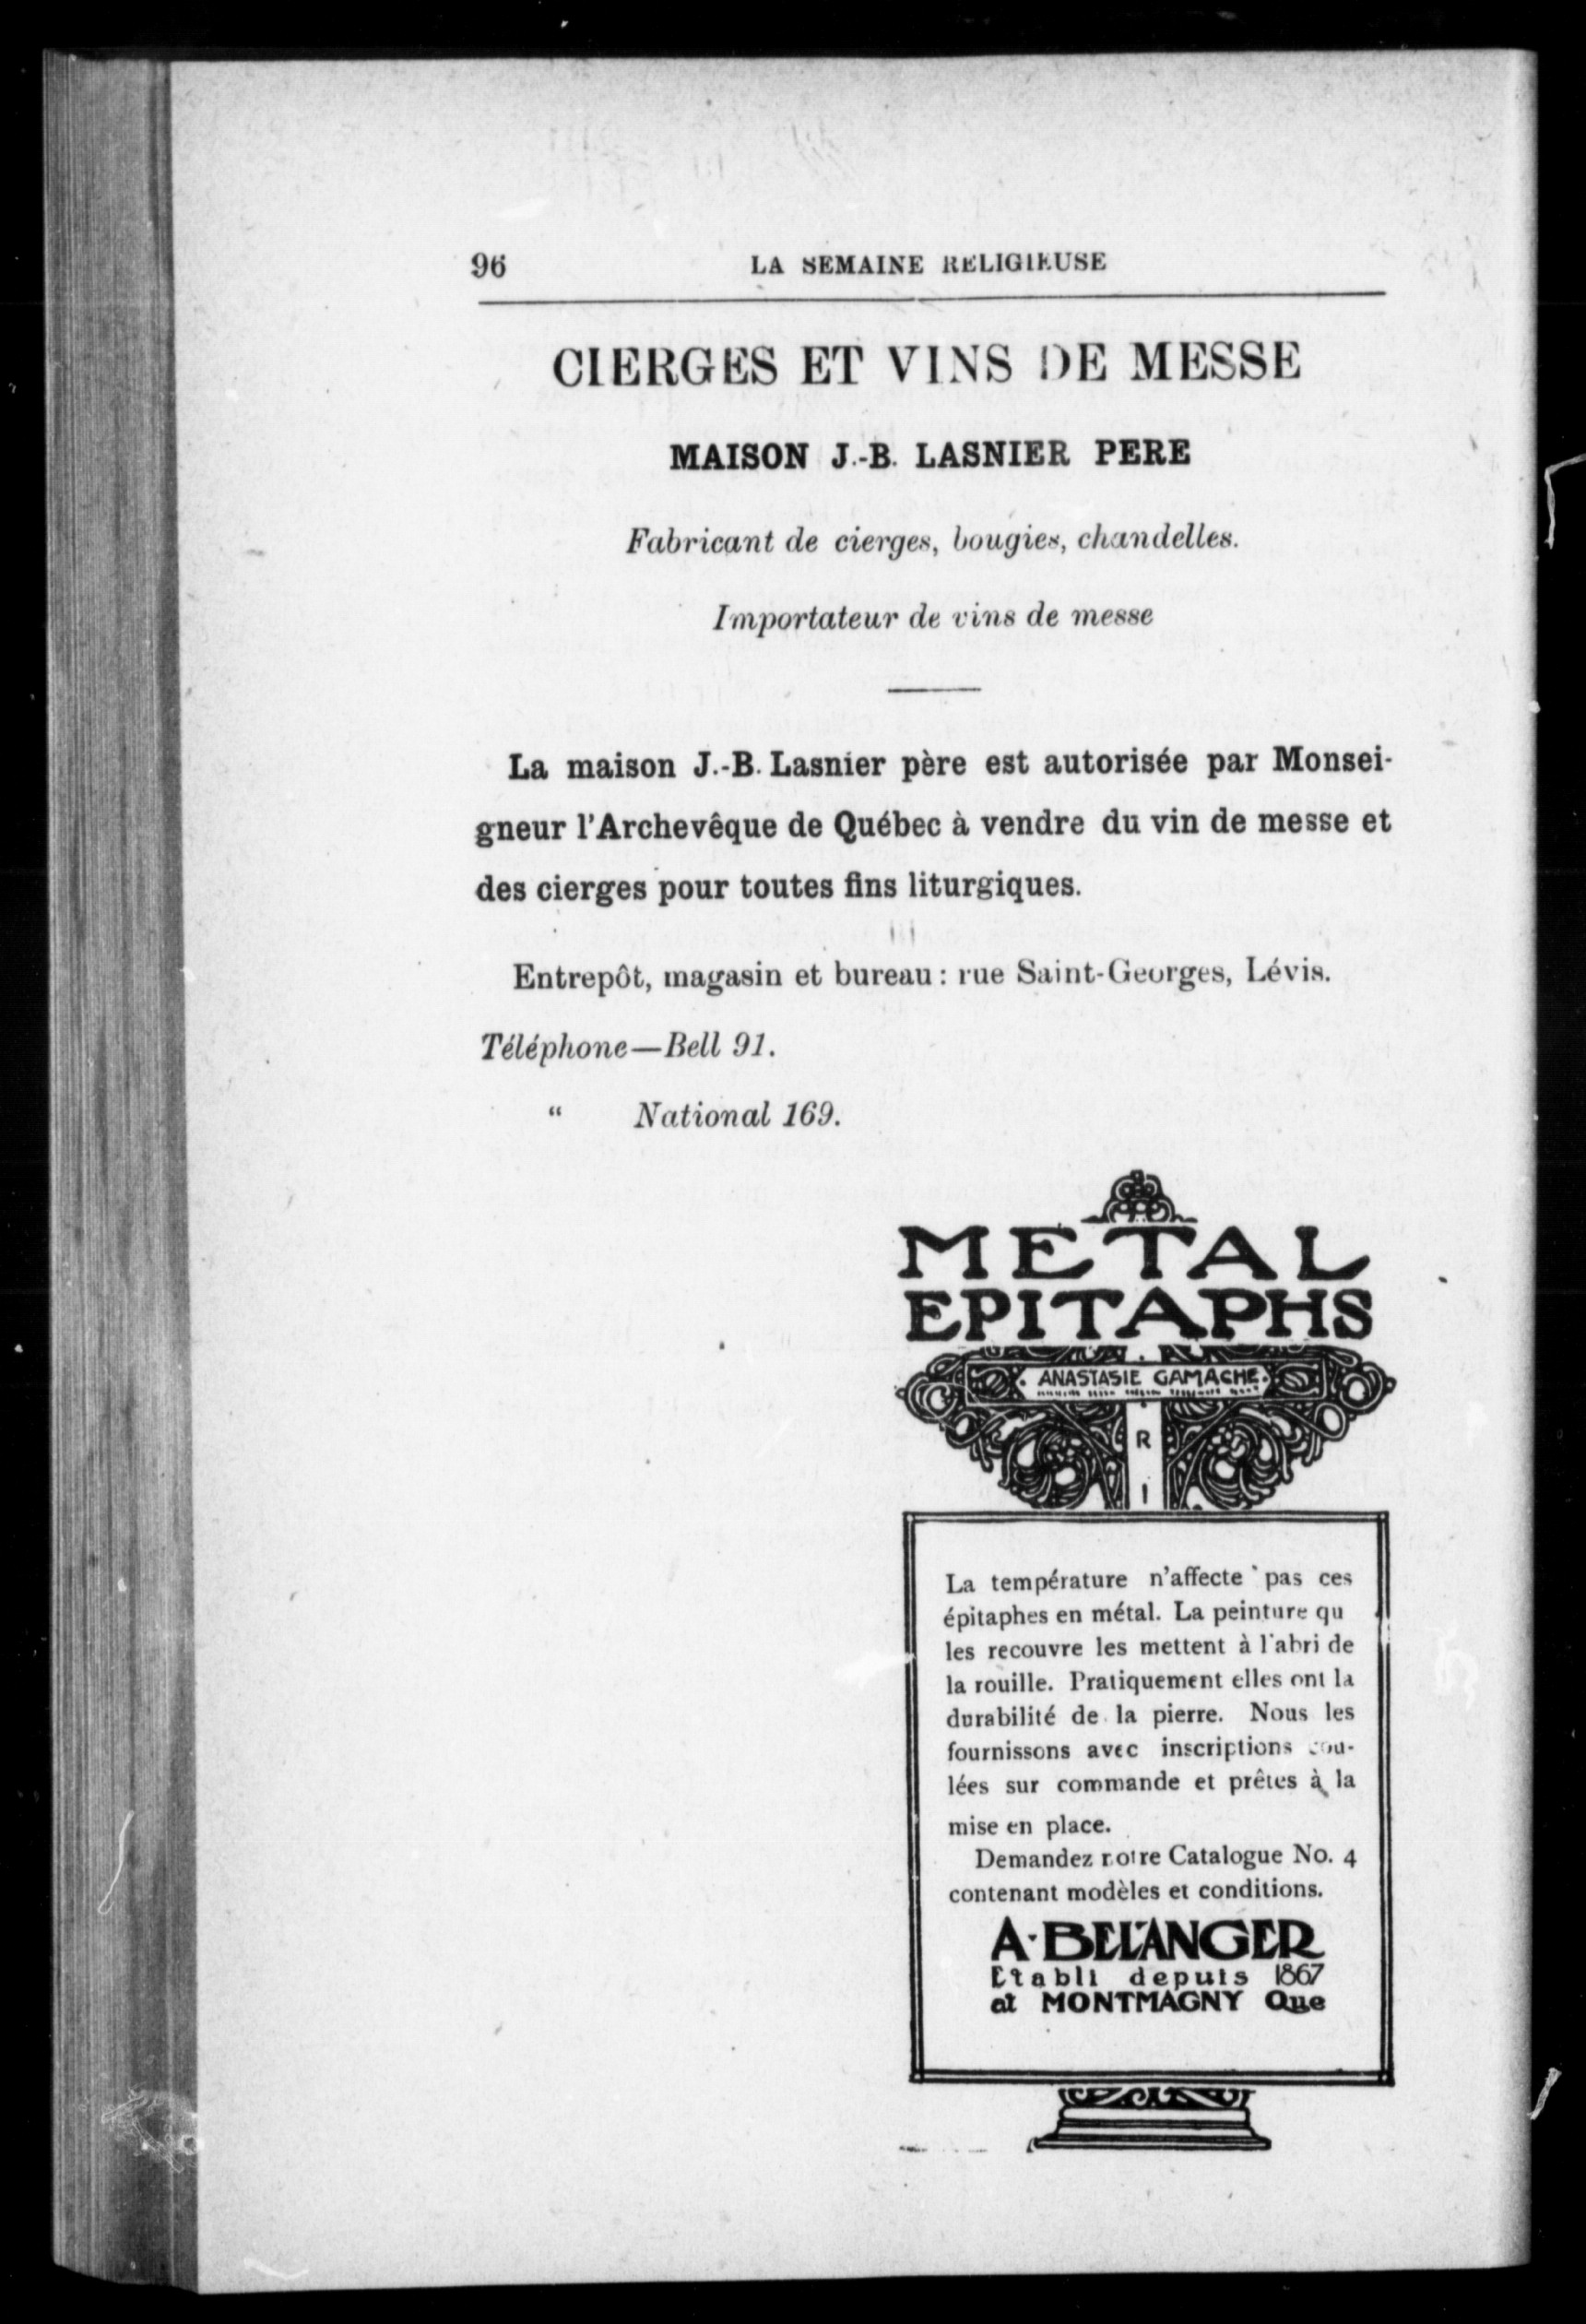 96 LA SEMAINE RELIGIEUSE
CIERGES ET VINS DE MESSE
MAISON J.-B. LASNIER PERE
Fabricant de cierges, bougies, chandelles.
Importateur de vins de messe
La maison J.-B. Lasnier père est autorisée par Monsei-
gneur l'Archevêque de Québec à vendre du vin de messe et
des cierges pour toutes fins liturgiques.
Entrepôt, magasin et bureau : rue Saint-Georges, Lévis.
Téléphone—Bell 91.
“ National 169.
METAL
EPITAPHS
. ANASTASIE GAMACHE.
R
I
La température n'affecte pas ces
épitaphes en métal. La peinture qu
les recouvre les mettent à l'abri de
la rouille. Pratiquement elles ont la
durabilité de la pierre. Nous les
fournissons avec inscriptions cou-
lées sur commande et prêtes à la
mise en place.
Demandez notre Catalogue No. 4
contenant modèles et conditions.
A·BELANGER
Etabli depuis 1867
at MONTMAGNY Que